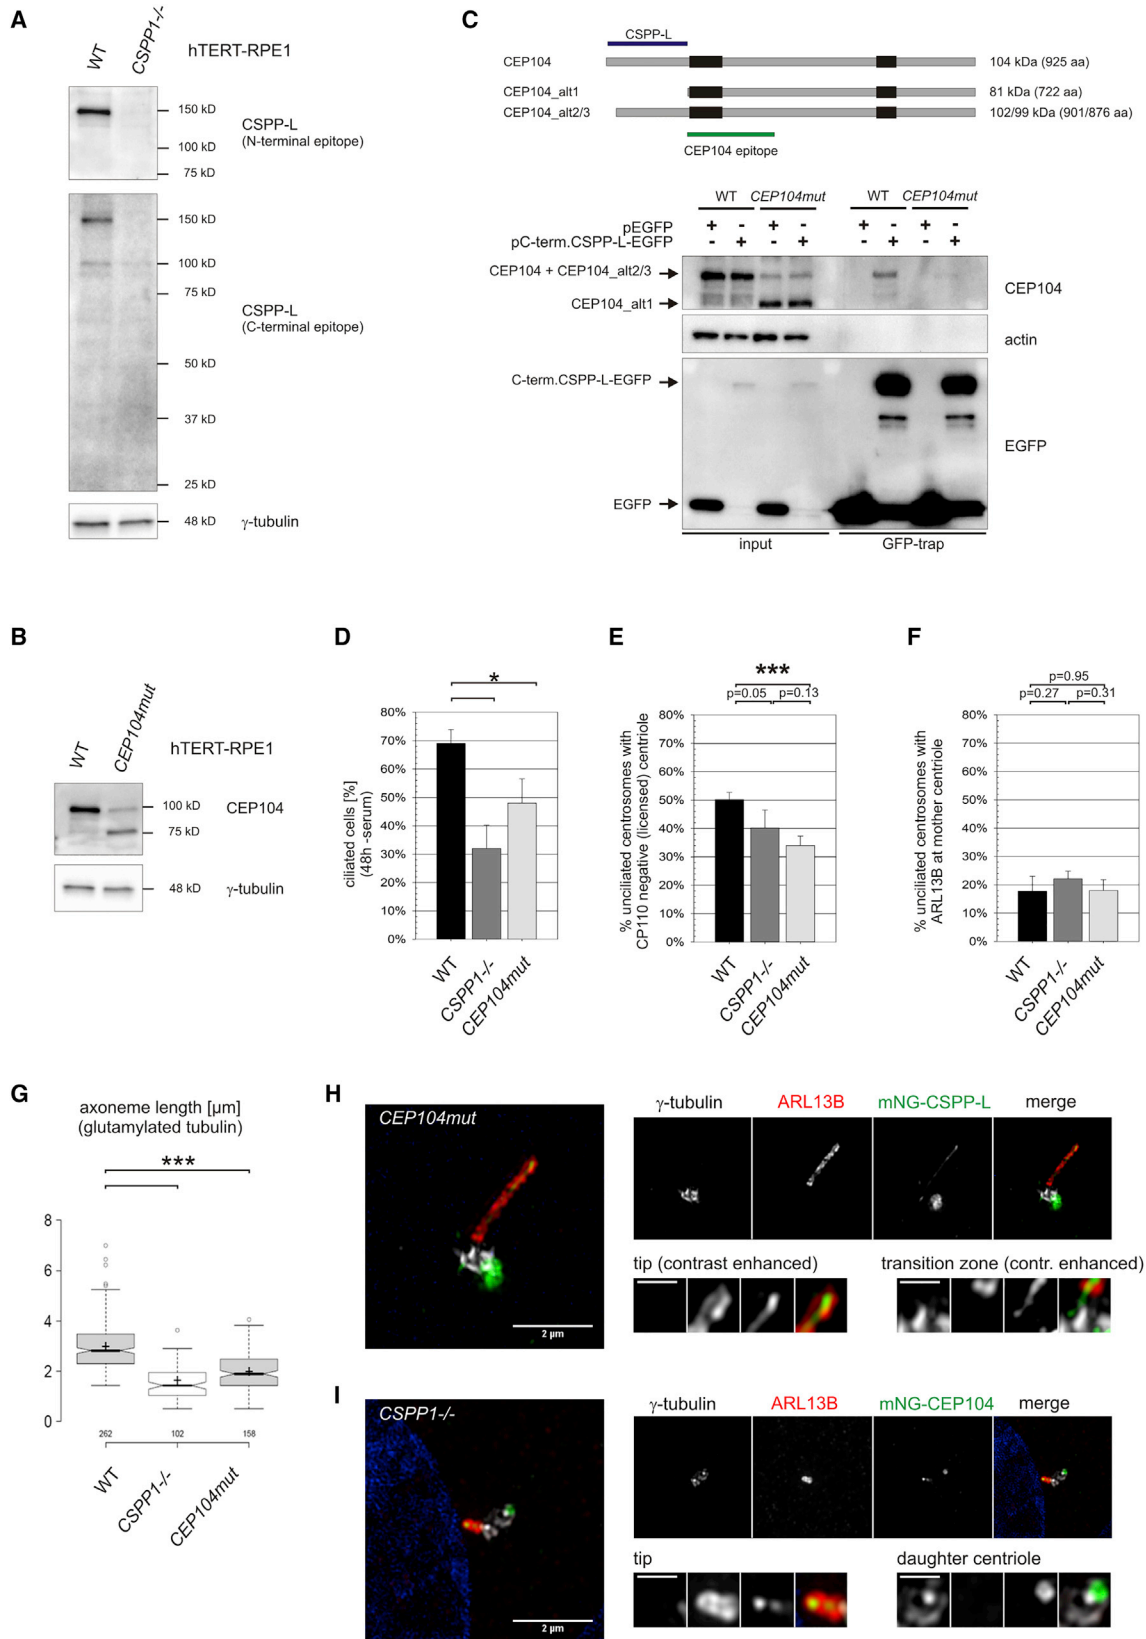 A
WT
CSPP1-/-
hTERT-RPE1
150 kD
100 kD
75 kD
CSPP-L
(N-terminal epitope)
150 kD
100 kD
75 kD
50 kD
37 kD
25 kD
CSPP-L
(C-terminal epitope)
48 kD
γ-tubulin
C
CSPP-L
CEP104
104 kDa (925 aa)
CEP104_alt1
81 kDa (722 aa)
CEP104_alt2/3
102/99 kDa (901/876 aa)
CEP104 epitope
WT CEP104mut WT CEP104mut
pEGFP + - + - + - + -
pC-term.CSPP-L-EGFP - + - + - + - +
CEP104 + CEP104_alt2/3
CEP104_alt1
CEP104
actin
C-term.CSPP-L-EGFP
EGFP
EGFP
input
GFP-trap
B
WT
CEP104mut
hTERT-RPE1
100 kD
75 kD
CEP104
48 kD
γ-tubulin
D
*
ciliated cells [%]
(48h -serum)
80%
70%
60%
50%
40%
30%
20%
10%
0%
WT
CSPP1-/-
CEP104mut
E
***
p=0.05 p=0.13
% unciliated centrosomes with
CP110 negative (licensed) centriole
80%
70%
60%
50%
40%
30%
20%
10%
0%
WT
CSPP1-/-
CEP104mut
F
p=0.95
p=0.27 p=0.31
% unciliated centrosomes with
ARL13B at mother centriole
80%
70%
60%
50%
40%
30%
20%
10%
0%
WT
CSPP1-/-
CEP104mut
G
axoneme length [µm]
(glutamylated tubulin)
***
8
6
4
2
0
262 102 158
WT
CSPP1-/-
CEP104mut
H
CEP104mut
2 µm
γ-tubulin ARL13B mNG-CSPP-L merge
tip (contrast enhanced)
transition zone (contr. enhanced)
I
CSPP1-/-
2 µm
γ-tubulin ARL13B mNG-CEP104 merge
tip
daughter centriole